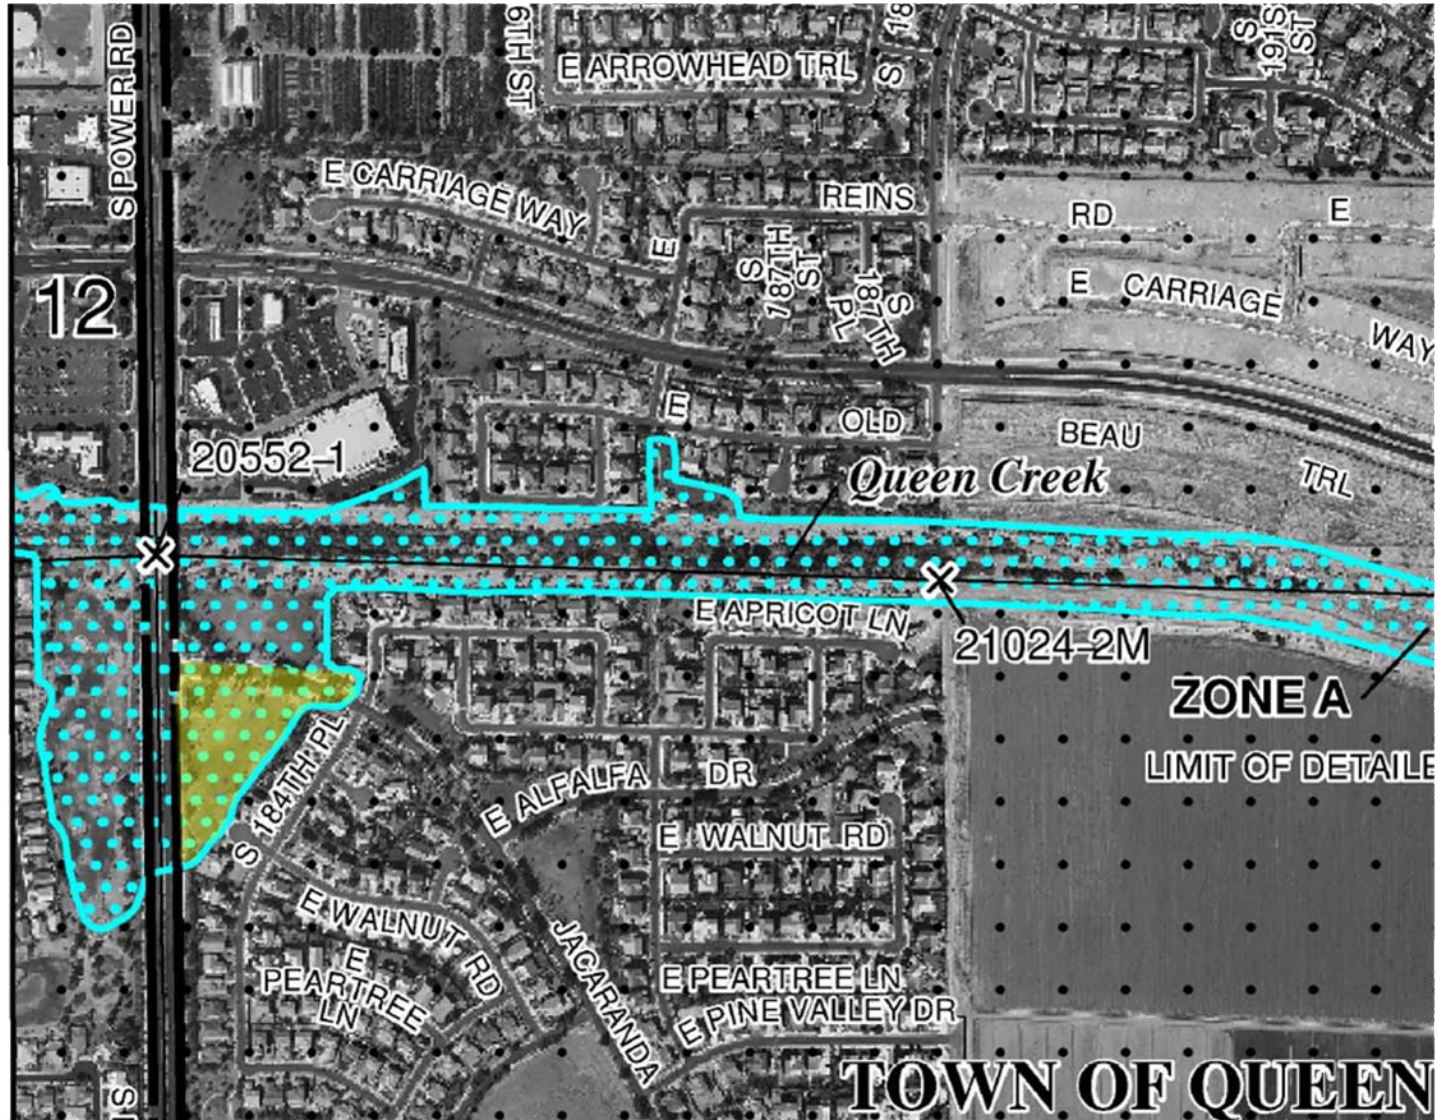 S POWER RD
9TH ST
18
S
E ARROWHEAD TRL
S
191S
ST
E CARRIAGE WAY
E
REINS
RD
E
S
187TH
ST
S
187TH
PL
E CARRIAGE
WAY
12
E
OLD
BEAU
TRL
20552-1
Queen Creek
E APRICOT LN
21024-2M
ZONE A
LIMIT OF DETAILE
S 184TH PL
E ALFALFA DR
E WALNUT RD
E WALNUT RD
JACARANDA
E
PEARTREE
LN
E PEARTREE LN
E PINE VALLEY DR
TOWN OF QUEEN
S